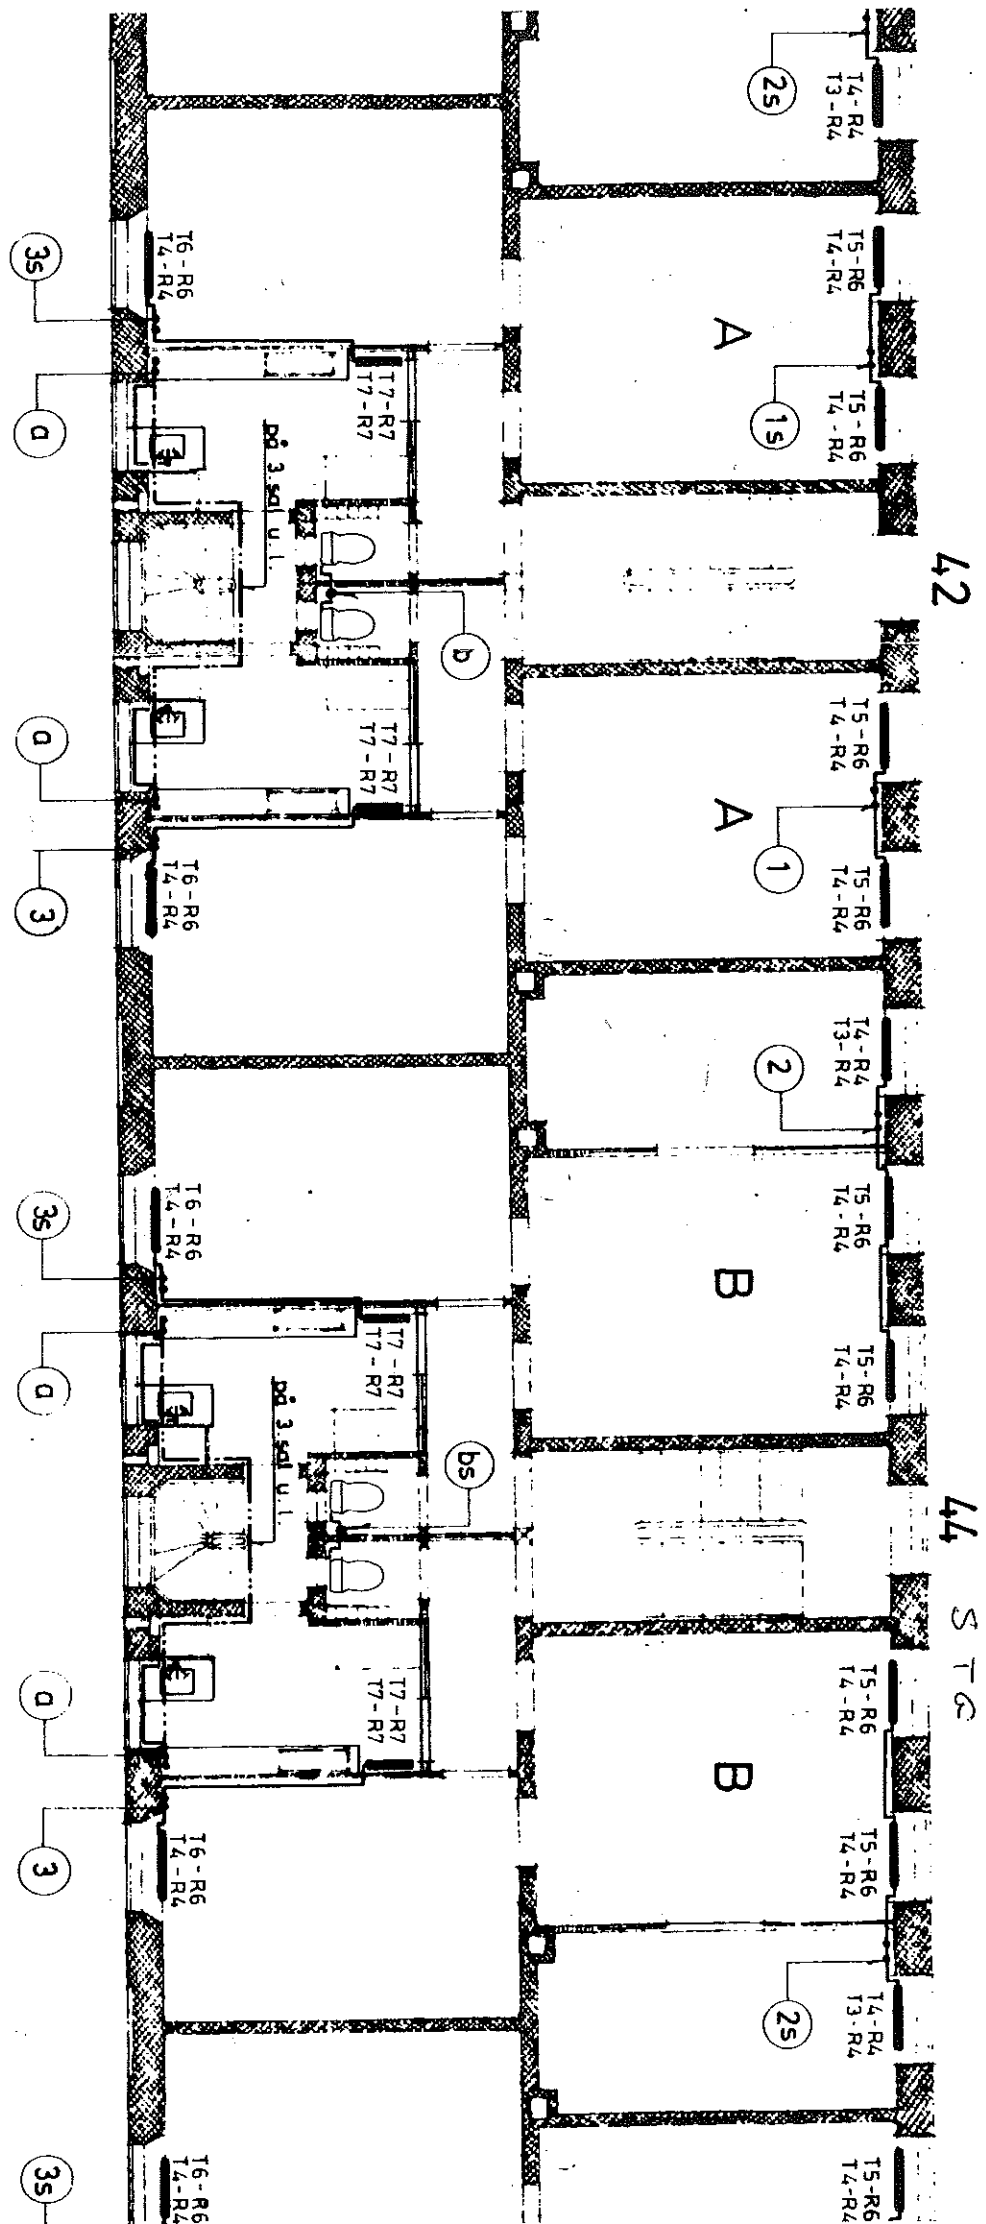 2s
T4-R4
T3-R4
T5-R6
T4-R4
A
1s
T5-R6
T4-R4
42
T5-R6
T4-R4
A
1
T5-R6
T4-R4
T4-R4
T3-R4
2
T5-R6
T4-R4
B
T5-R6
T4-R4
44 STG
T5-R6
T4-R4
B
T5-R6
T4-R4
2s
T4-R4
T3-R4
T5-R6
T4-R4
3s
T6-R6
T4-R4
a
T7-R7
T7-R7
på 3. sal u. l.
b
T7-R7
T7-R7
a
3
T6-R6
T4-R4
3s
T6-R6
T4-R4
a
T7-R7
T7-R7
på 3. sal u. l.
bs
T7-R7
T7-R7
a
3
T6-R6
T4-R4
3s
T6-R6
T4-R4